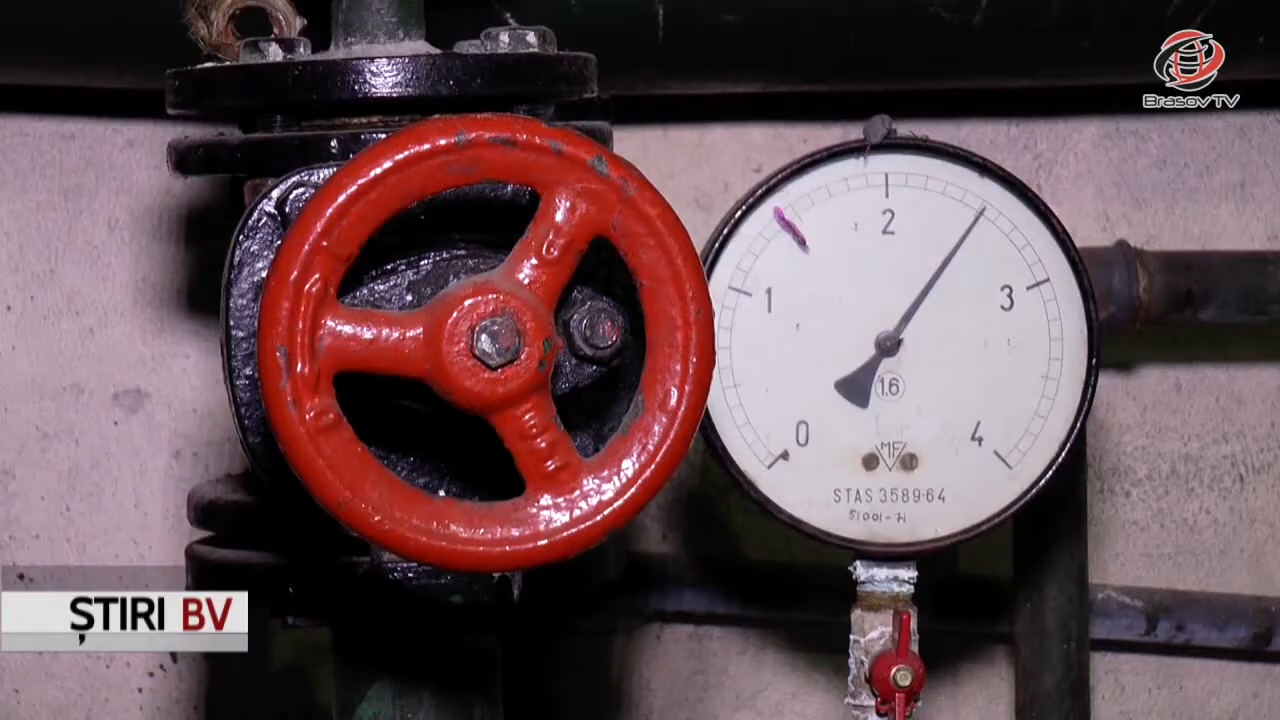 BrasovTV
2
1
3
1.6
0
4
MF
STAS 3589-64
51001-71
ȘTIRI BV